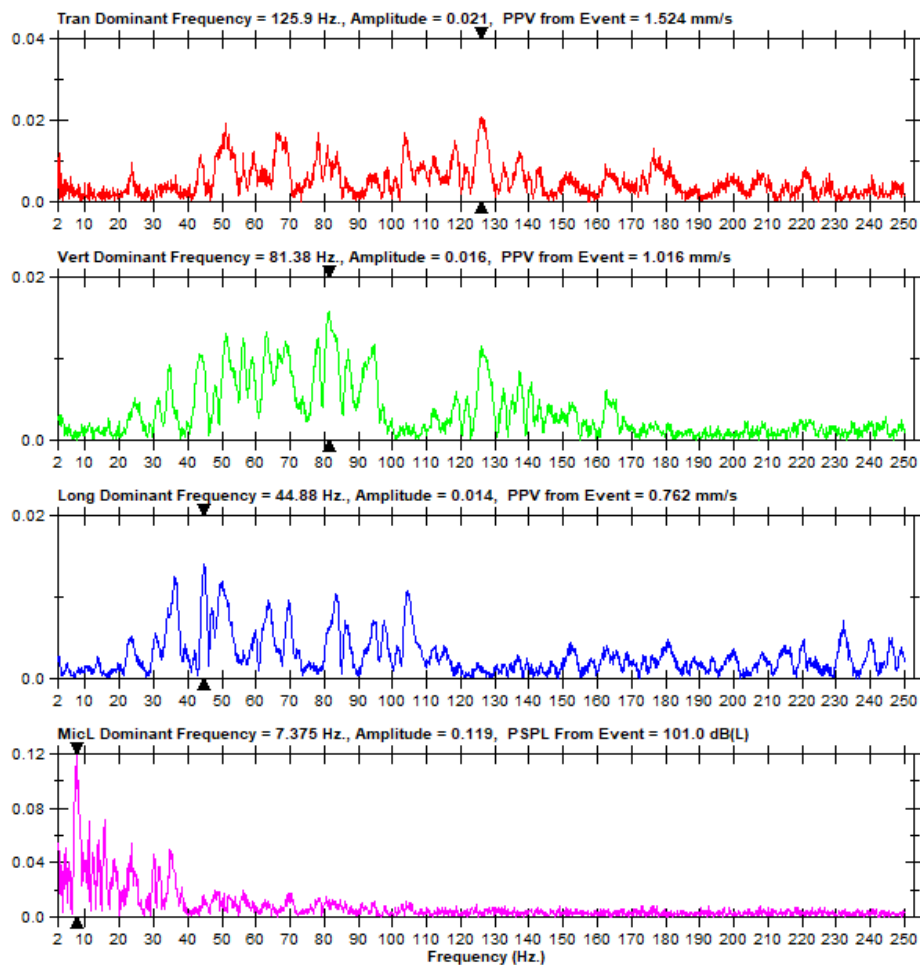 Tran Dominant Frequency = 125.9 Hz., Amplitude = 0.021, PPV from Event = 1.524 mm/s
0.04
0.02
0.0
2 10 20 30 40 50 60 70 80 90 100 110 120 130 140 150 160 170 180 190 200 210 220 230 240 250
Vert Dominant Frequency = 81.38 Hz., Amplitude = 0.016, PPV from Event = 1.016 mm/s
0.02
0.0
2 10 20 30 40 50 60 70 80 90 100 110 120 130 140 150 160 170 180 190 200 210 220 230 240 250
Long Dominant Frequency = 44.88 Hz., Amplitude = 0.014, PPV from Event = 0.762 mm/s
0.02
0.0
2 10 20 30 40 50 60 70 80 90 100 110 120 130 140 150 160 170 180 190 200 210 220 230 240 250
MicL Dominant Frequency = 7.375 Hz., Amplitude = 0.119, PSPL From Event = 101.0 dB(L)
0.12
0.08
0.04
0.0
2 10 20 30 40 50 60 70 80 90 100 110 120 130 140 150 160 170 180 190 200 210 220 230 240 250
Frequency (Hz.)